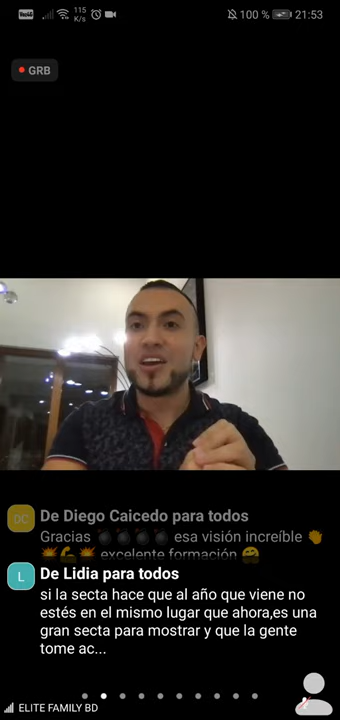 115
K/s
100 %
21:53
GRB
DC
De Diego Caicedo para todos
Gracias 💣💣💣💣 esa visión increíble 👏
💥💪💥 excelente formación 🤗
L
De Lidia para todos
si la secta hace que al año que viene no
estés en el mismo lugar que ahora,es una
gran secta para mostrar y que la gente
tome ac...
ELITE FAMILY BD